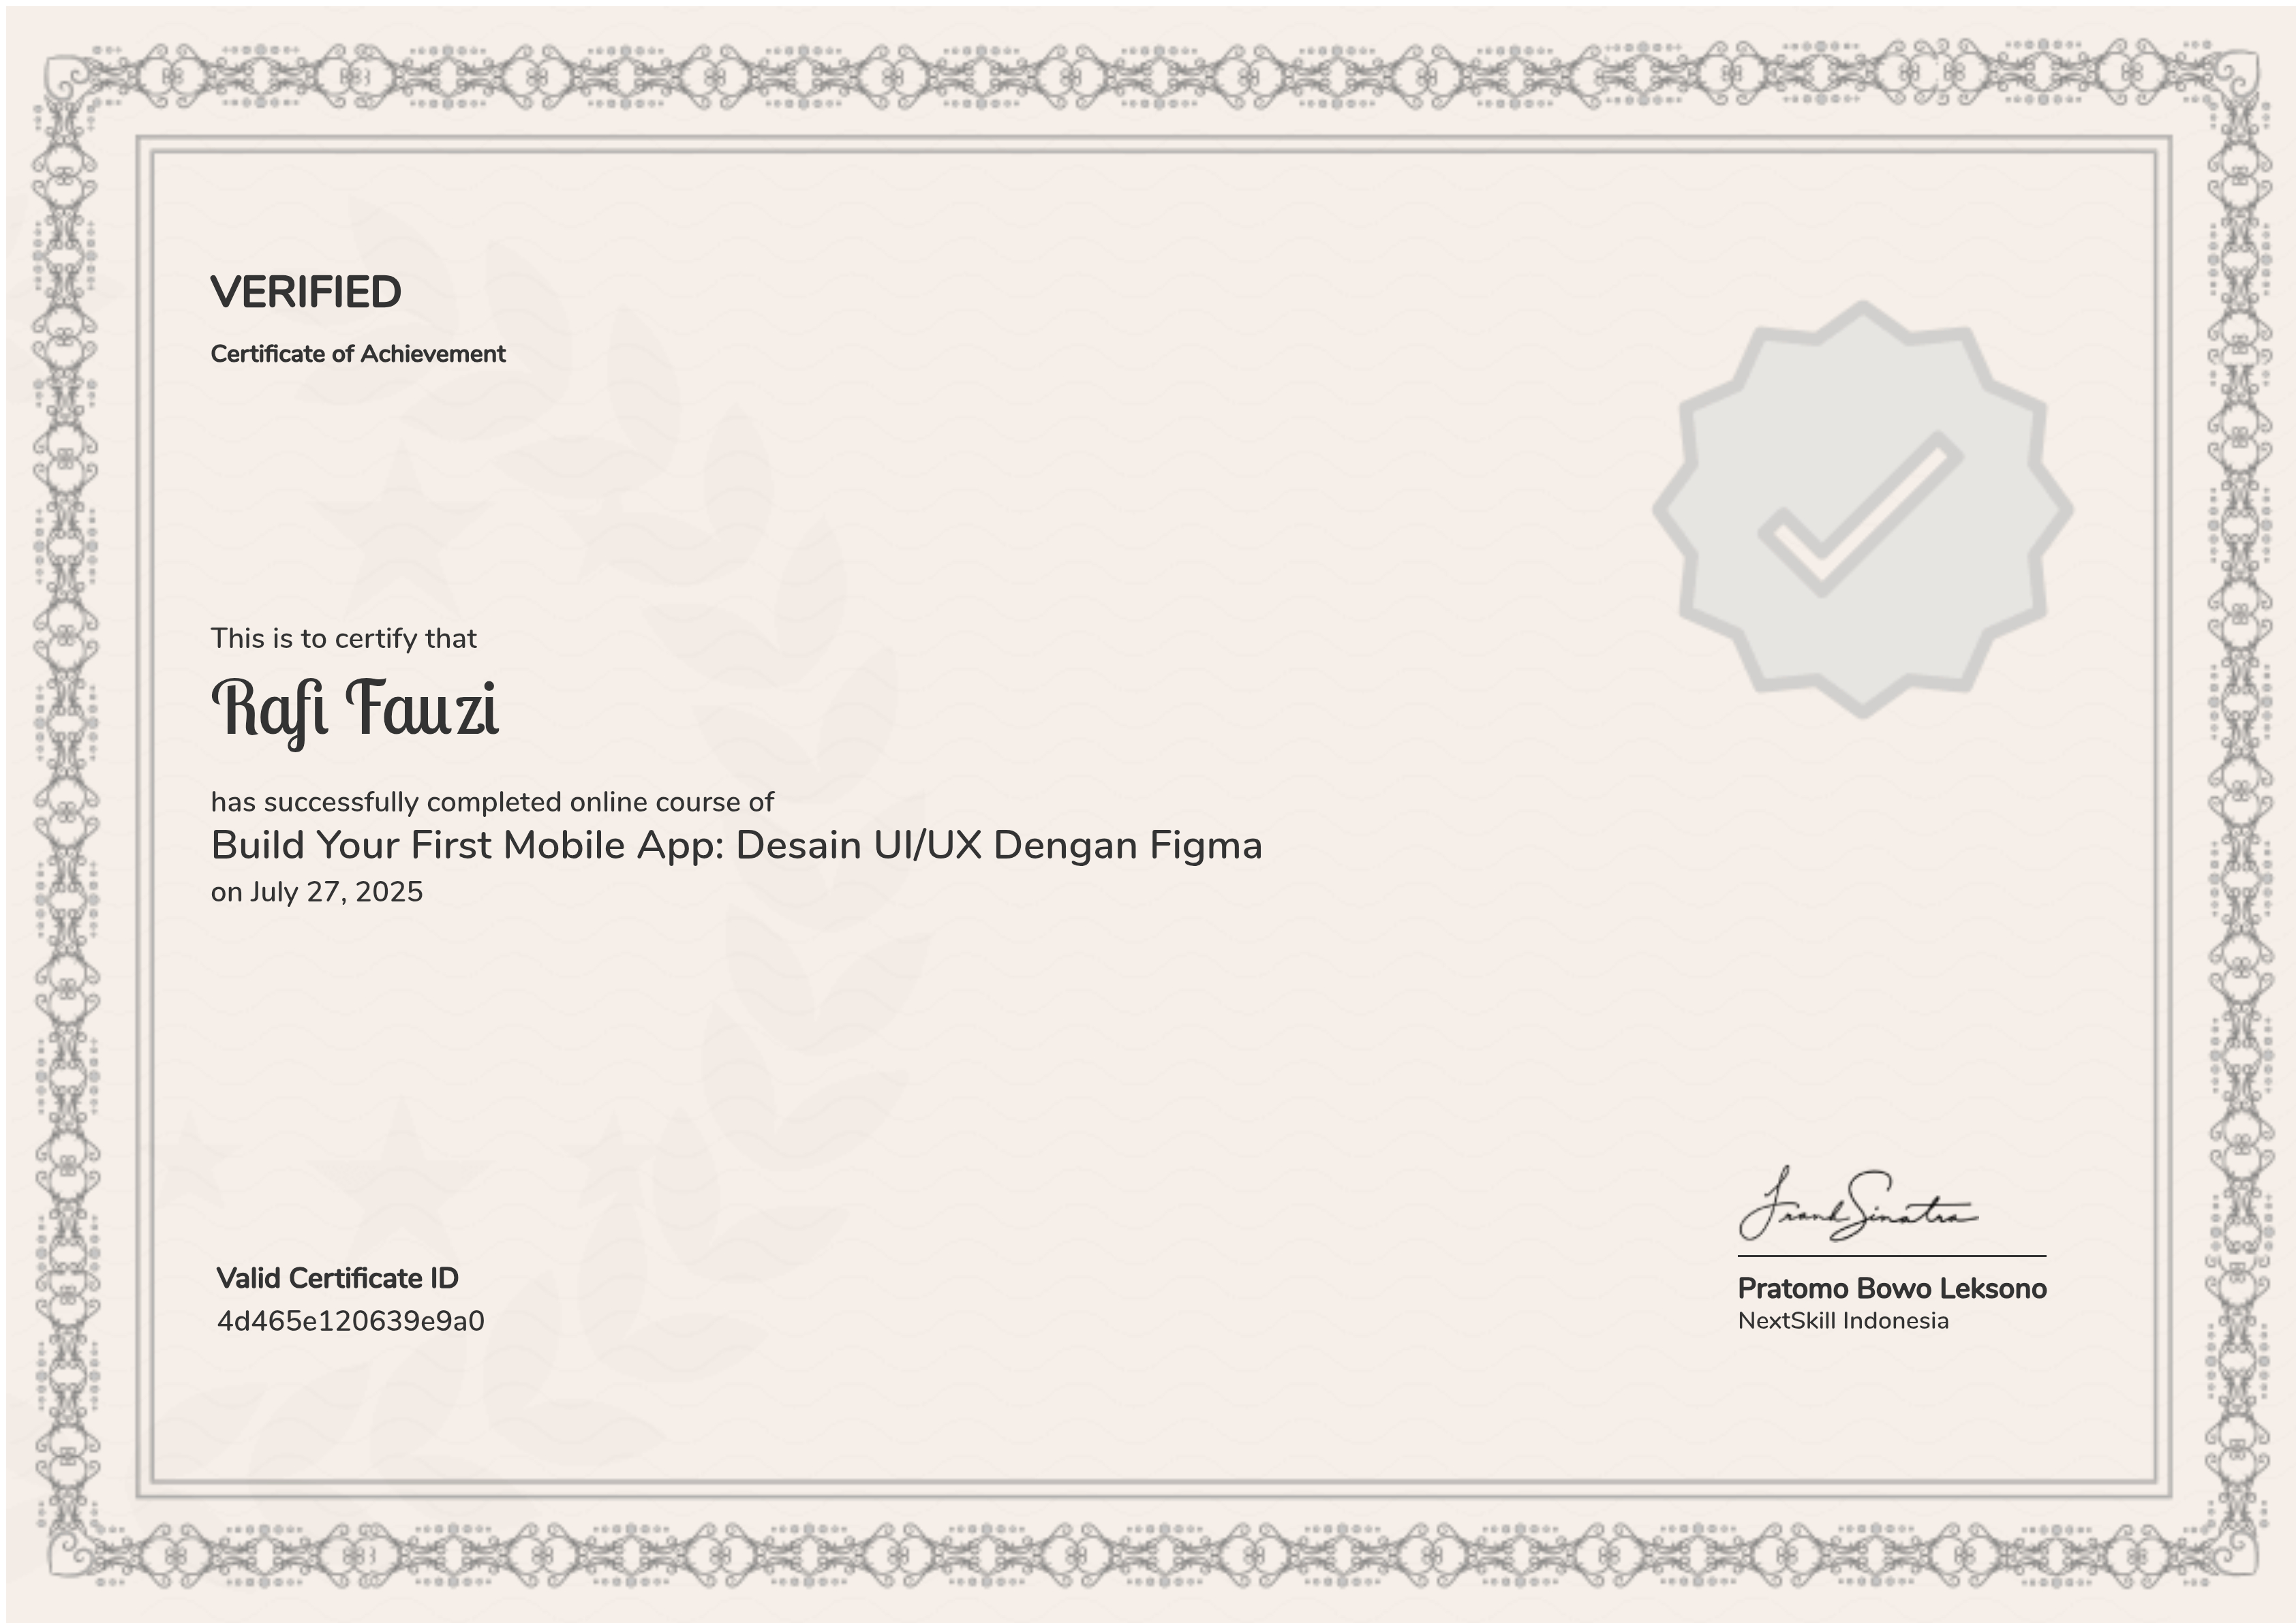 VERIFIED
Certificate of Achievement
This is to certify that
Rafi Fauzi
has successfully completed online course of
Build Your First Mobile App: Desain UI/UX Dengan Figma
on July 27, 2025
Frank Sinatra
Valid Certificate ID
4d465e120639e9a0
Pratomo Bowo Leksono
NextSkill Indonesia